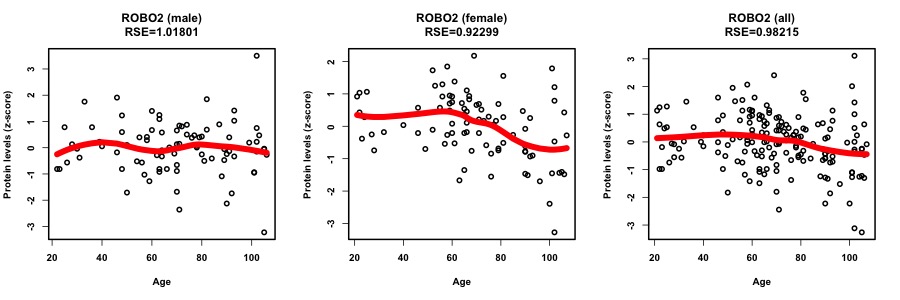 ROBO2 (male)
RSE=1.01801
Protein levels (z-score)
3
2
1
0
-1
-2
-3
20 40 60 80 100
Age
ROBO2 (female)
RSE=0.92299
Protein levels (z-score)
2
1
0
-1
-2
-3
20 40 60 80 100
Age
ROBO2 (all)
RSE=0.98215
Protein levels (z-score)
3
2
1
0
-1
-2
-3
20 40 60 80 100
Age